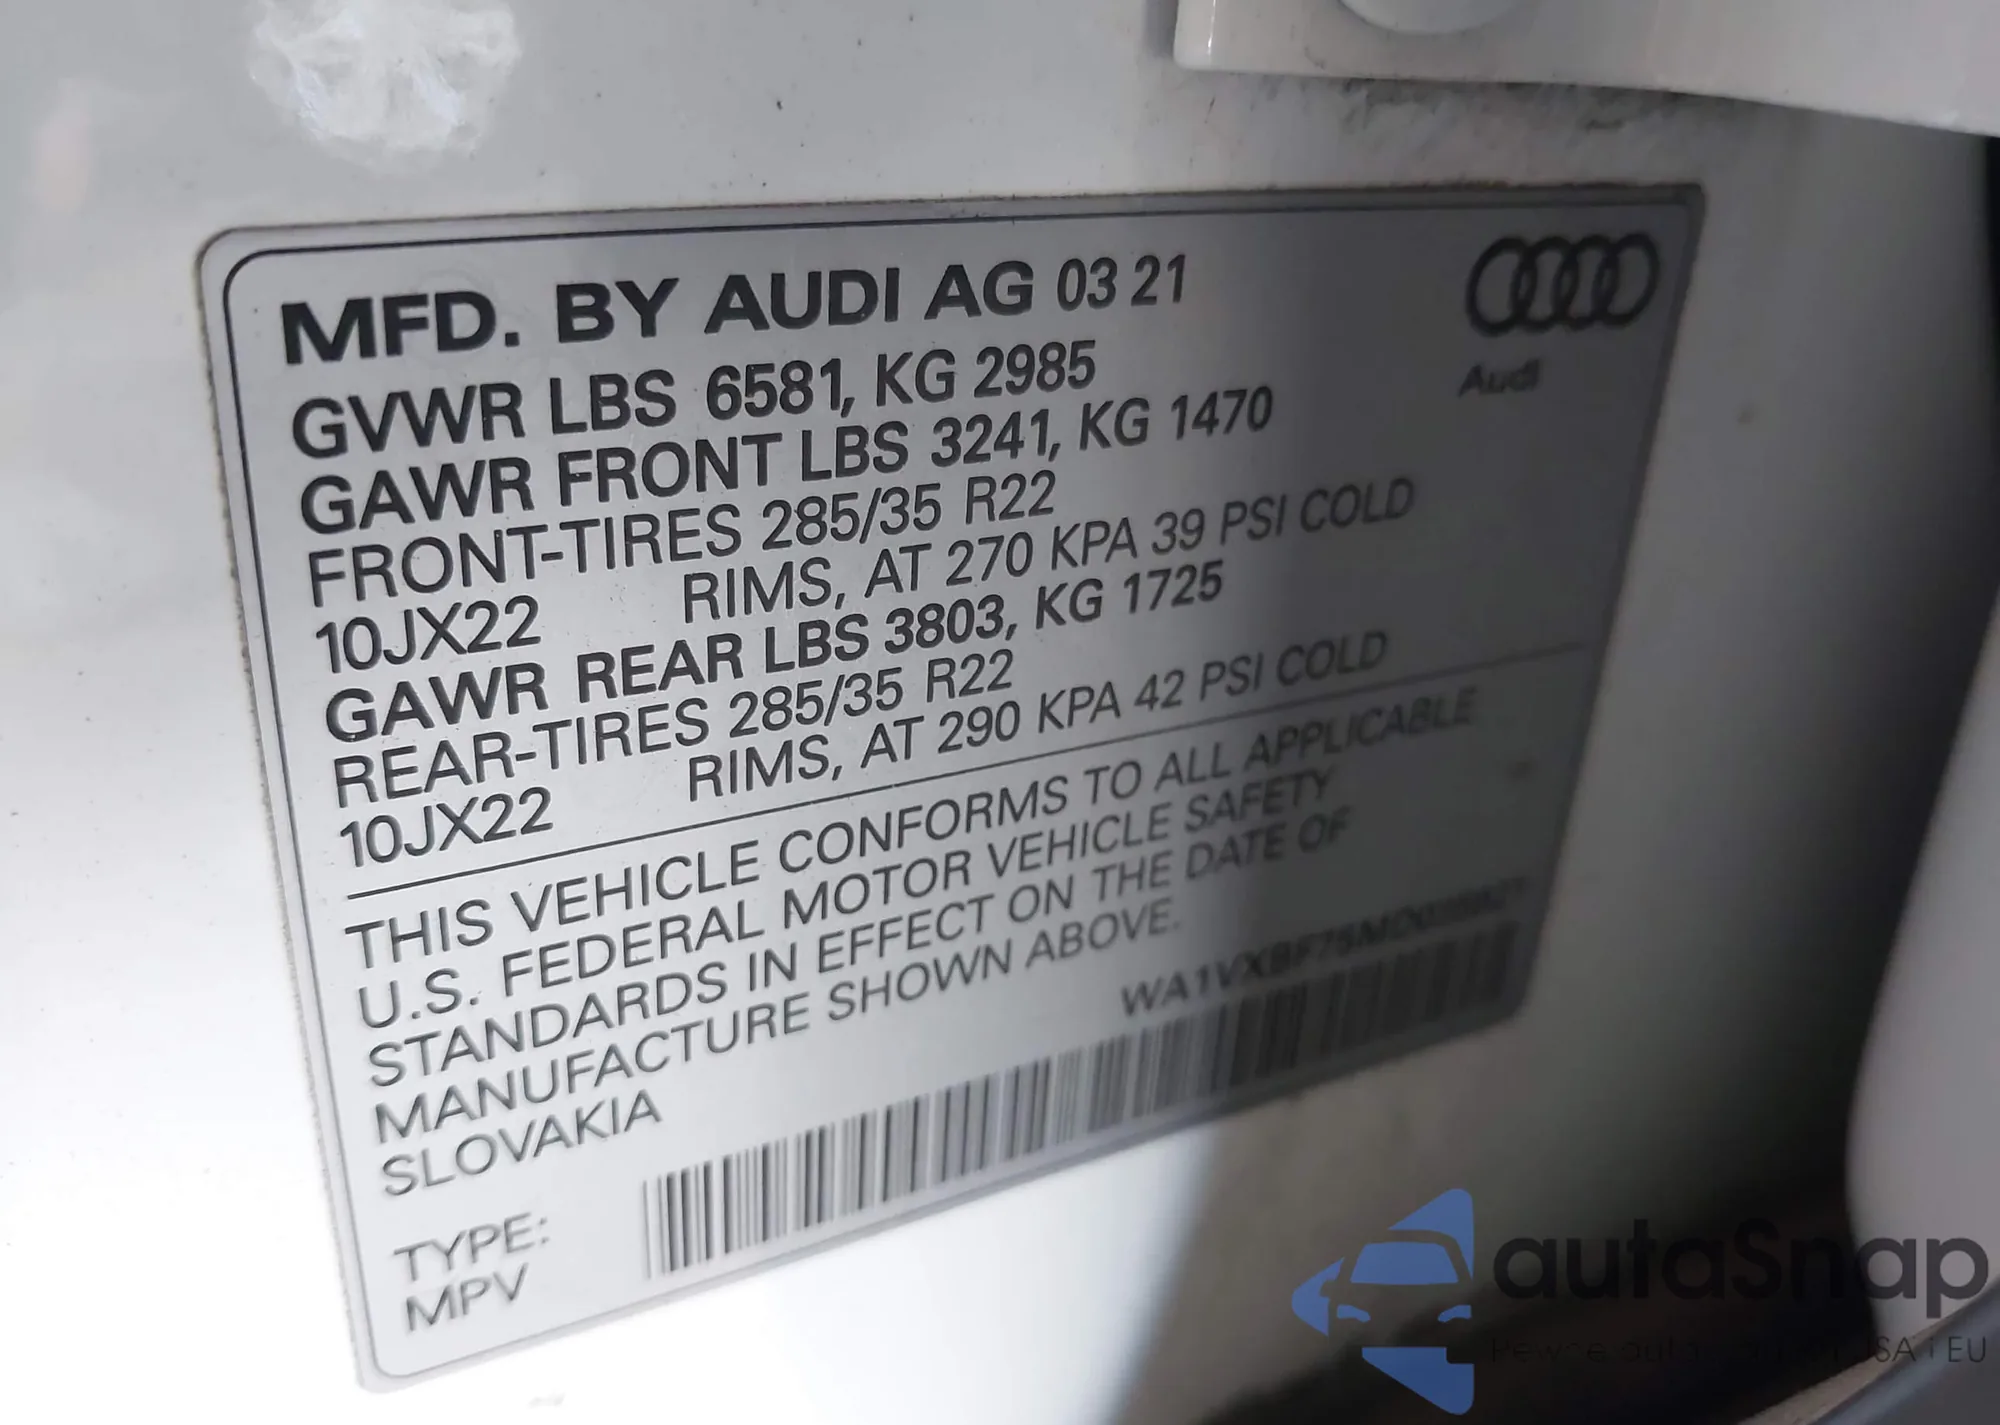 MFD. BY AUDI AG 03 21
GVWR LBS 6581, KG 2985
GAWR FRONT LBS 3241, KG 1470
FRONT-TIRES 285/35 R22
10JX22 RIMS, AT 270 KPA 39 PSI COLD
GAWR REAR LBS 3803, KG 1725
REAR-TIRES 285/35 R22
10JX22 RIMS, AT 290 KPA 42 PSI COLD
Audi
THIS VEHICLE CONFORMS TO ALL APPLICABLE
U.S. FEDERAL MOTOR VEHICLE SAFETY
STANDARDS IN EFFECT ON THE DATE OF
MANUFACTURE SHOWN ABOVE.
SLOVAKIA
TYPE:
MPV
autaSnap
auta USA i EU